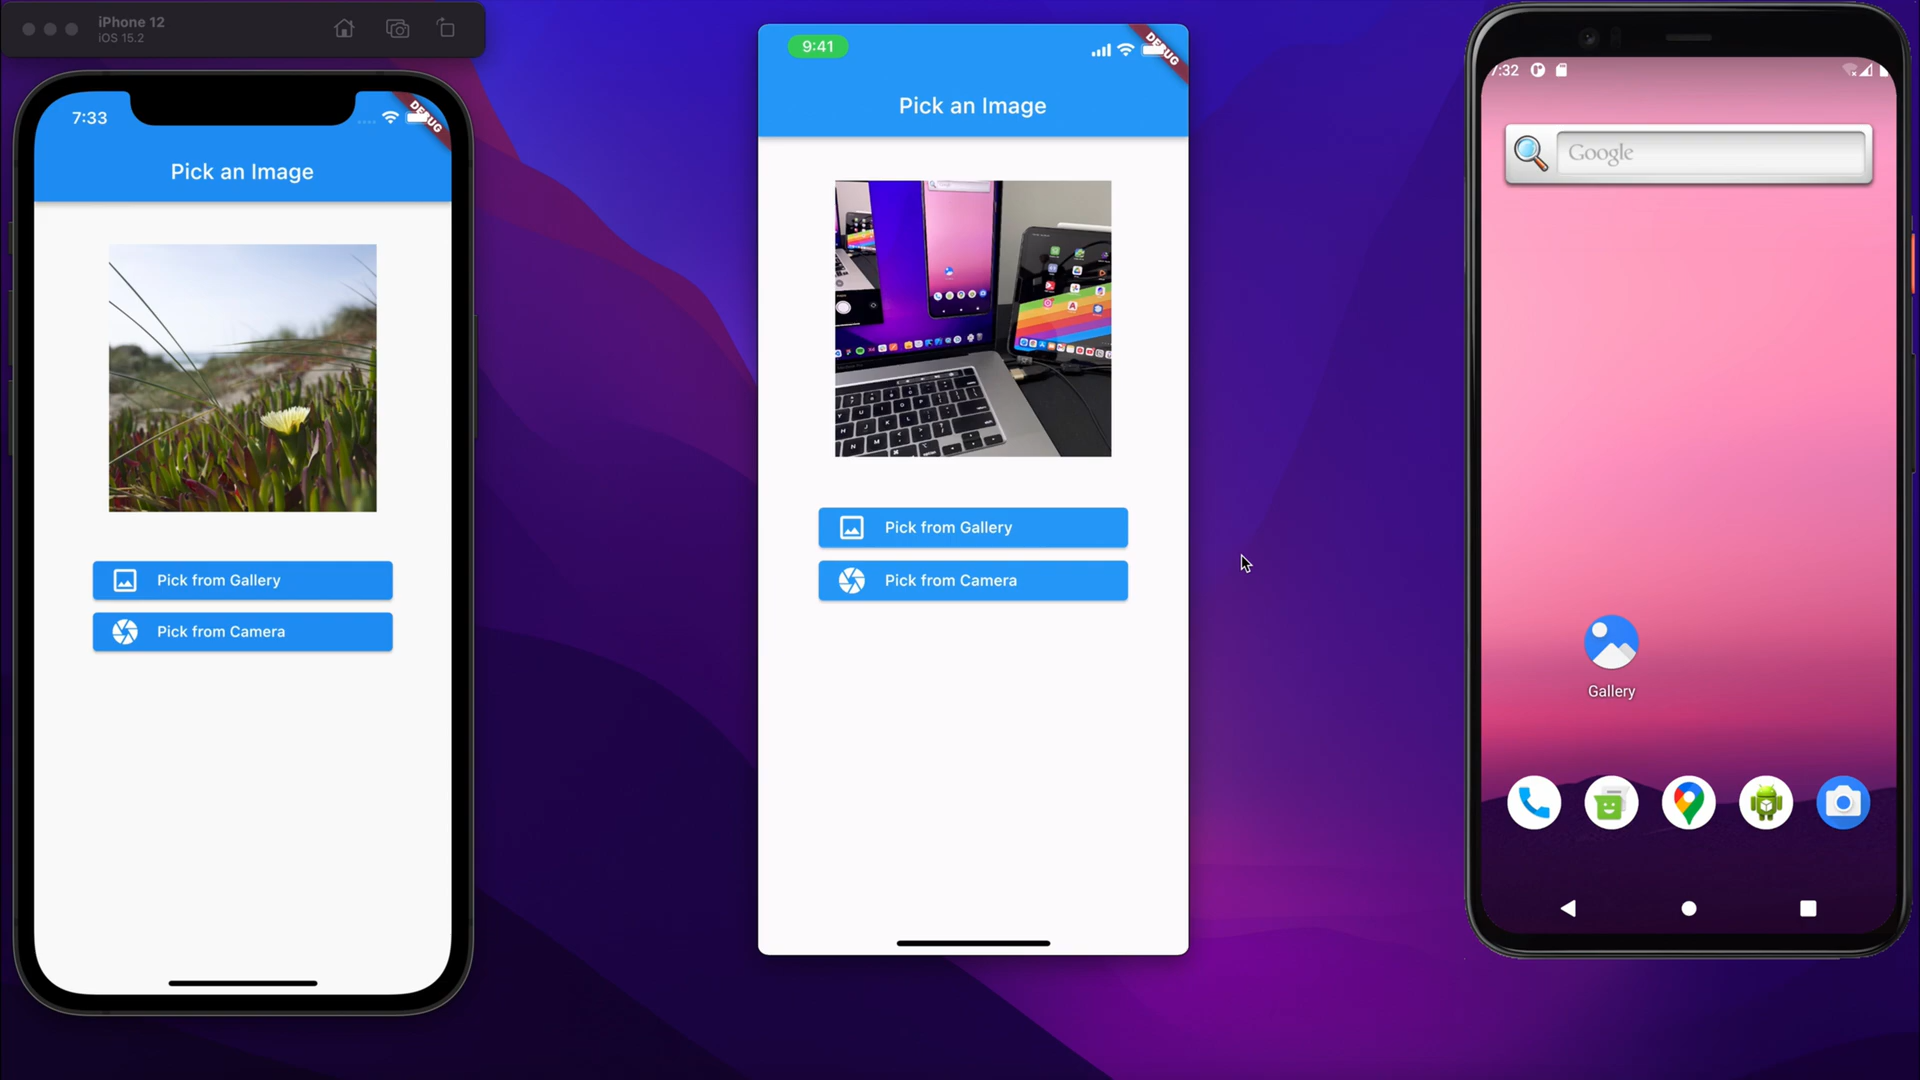 iPhone 12
iOS 15.2
7:33
DEBUG
Pick an Image
Pick from Gallery
Pick from Camera
9:41
DEBUG
Pick an Image
Pick from Gallery
Pick from Camera
7:32
Google
Gallery